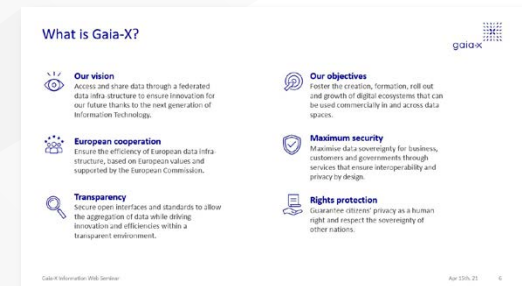 What is Gaia-X?
gaia-x
Our vision
Access and share data through a federated
data infra-structure to ensure innovation for
our future thanks to the next generation of
Information Technology.
European cooperation
Ensure the efficiency of European data infra-
structure, based on European values and
supported by the European Commission.
Transparency
Secure open interfaces and standards to allow
the aggregation of data while driving
innovation and efficiencies within a
transparent environment.
Our objectives
Foster the creation, formation, roll out
and growth of digital ecosystems that can
be used commercially in and across data
spaces.
Maximum security
Maximise data sovereignty for business,
customers and governments through
services that ensure interoperability and
privacy by design.
Rights protection
Guarantee citizens' privacy as a human
right and respect the sovereignty of
other nations.
Gaia-X Information Web Seminar
Apr 15th, 21